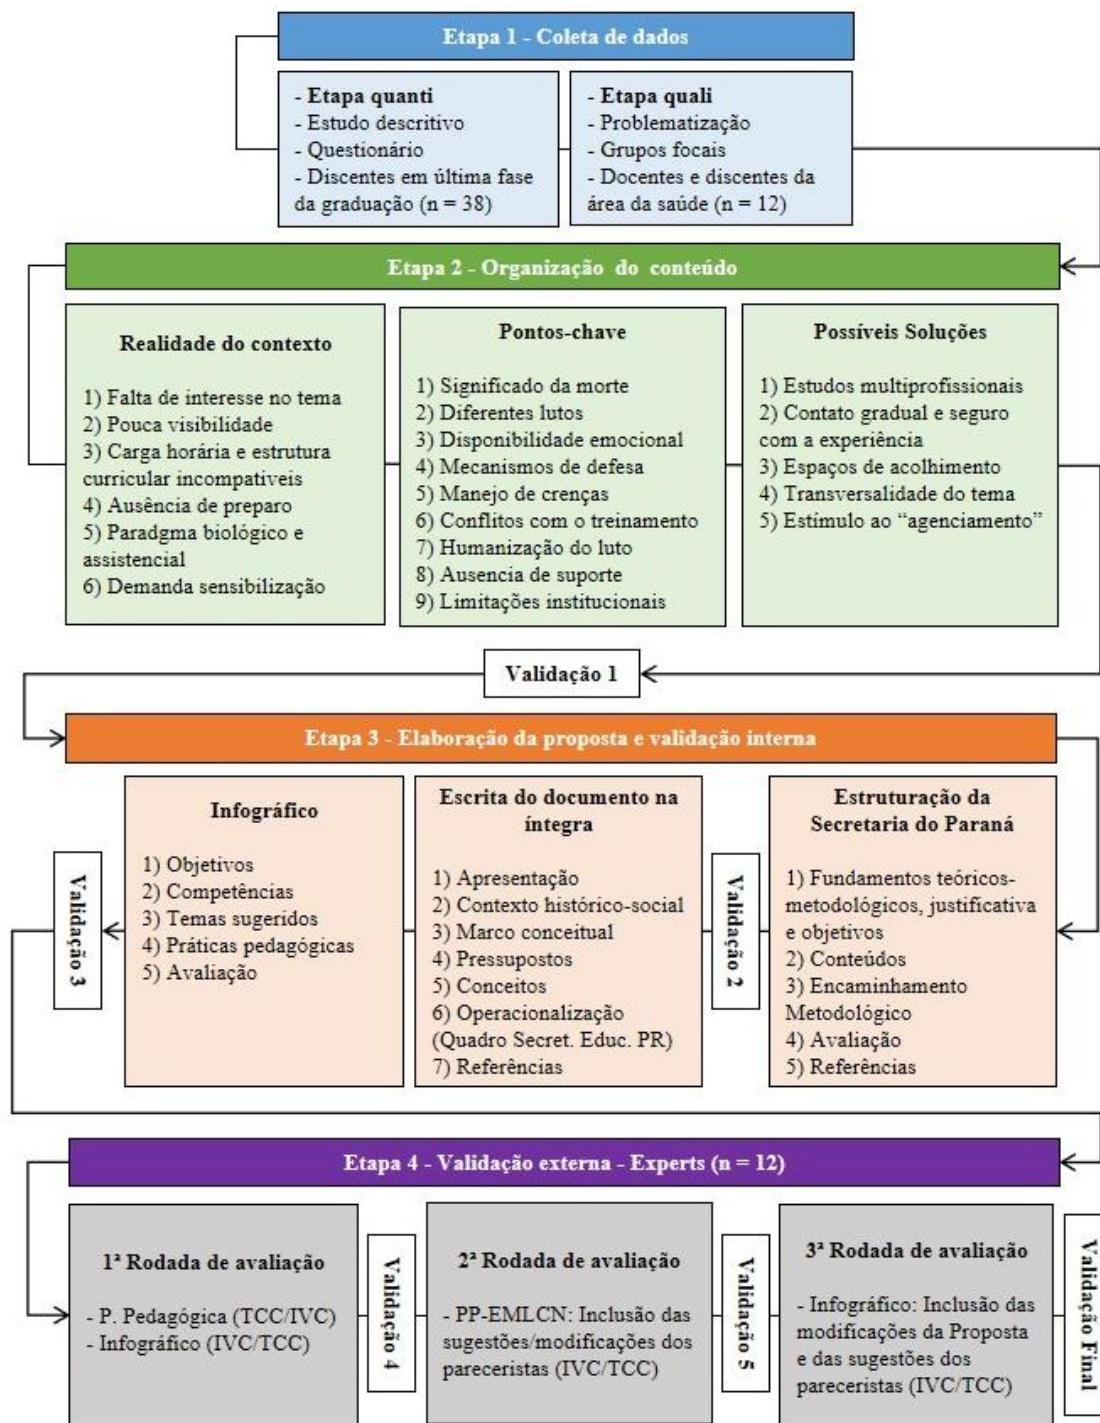 Etapa 1 - Coleta de dados
- Etapa quanti
- Estudo descritivo
- Questionário
- Discentes em última fase
da graduação (n = 38)
- Etapa quali
- Problematização
- Grupos focais
- Docentes e discentes da
área da saúde (n = 12)
Etapa 2 - Organização do conteúdo
Realidade do contexto
1) Falta de interesse no tema
2) Pouca visibilidade
3) Carga horária e estrutura
curricular incompatíveis
4) Ausência de preparo
5) Paradgma biológico e
assistencial
6) Demanda sensibilização
Pontos-chave
1) Significado da morte
2) Diferentes lutos
3) Disponibilidade emocional
4) Mecanismos de defesa
5) Manejo de crenças
6) Conflitos com o treinamento
7) Humanização do luto
8) Ausencia de suporte
9) Limitações institucionais
Possíveis Soluções
1) Estudos multiprofissionais
2) Contato gradual e seguro
com a experiência
3) Espaços de acolhimento
4) Transversalidade do tema
5) Estímulo ao “agenciamento”
Validação 1
Etapa 3 - Elaboração da proposta e validação interna
Validação 3
Infográfico
1) Objetivos
2) Competências
3) Temas sugeridos
4) Práticas pedagógicas
5) Avaliação
Escrita do documento na
íntegra
1) Apresentação
2) Contexto histórico-social
3) Marco conceitual
4) Pressupostos
5) Conceitos
6) Operacionalização
(Quadro Secret. Educ. PR)
7) Referências
Validação 2
Estruturação da
Secretaria do Paraná
1) Fundamentos teóricos-
metodológicos, justificativa
e objetivos
2) Conteúdos
3) Encaminhamento
Metodológico
4) Avaliação
5) Referências
Etapa 4 - Validação externa - Experts (n = 12)
1ª Rodada de avaliação
- P. Pedagógica (TCC/IVC)
- Infográfico (IVC/TCC)
Validação 4
2ª Rodada de avaliação
- PP-EMLCN: Inclusão das
sugestões/modificações dos
pareceristas (IVC/TCC)
Validação 5
3ª Rodada de avaliação
- Infográfico: Inclusão das
modificações da Proposta
e das sugestões dos
pareceristas (IVC/TCC)
Validação Final